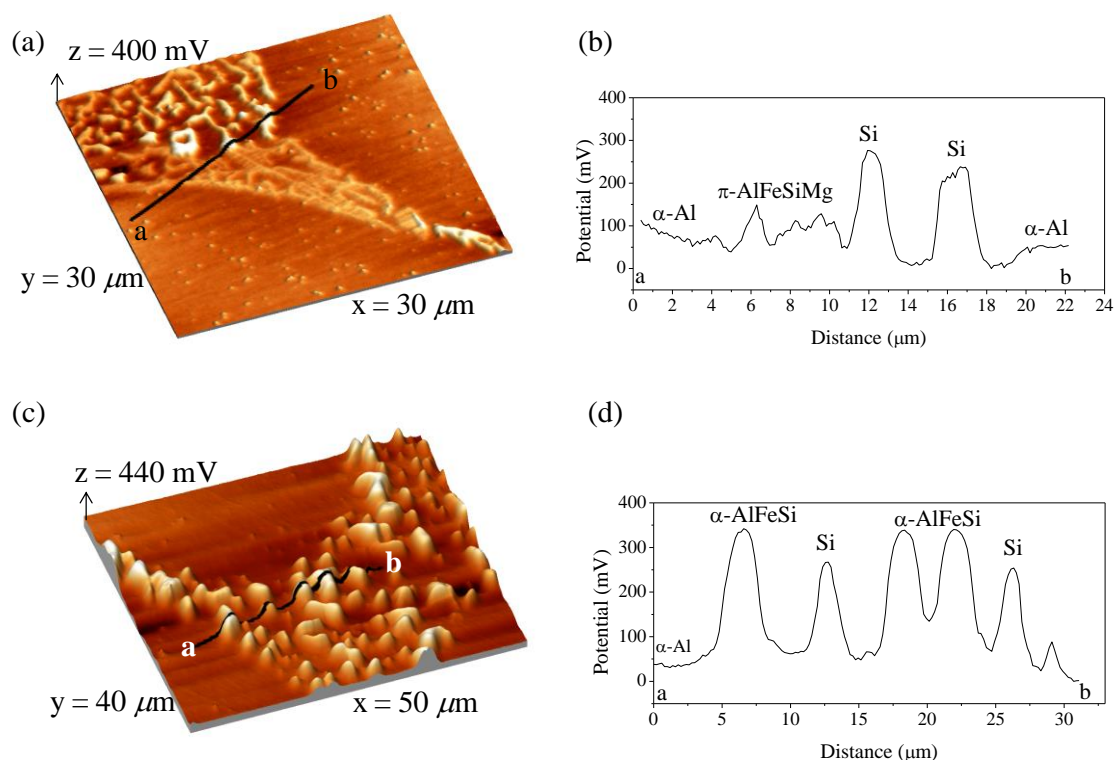 (a)
z = 400 mV
b
a
y = 30 μm
x = 30 μm
(b)
400
300
200
100
0
Potential (mV)
α-Al
π-AlFeSiMg
Si
Si
α-Al
a
b
0 2 4 6 8 10 12 14 16 18 20 22 24
Distance (μm)
(c)
z = 440 mV
b
a
y = 40 μm
x = 50 μm
(d)
400
300
200
100
0
Potential (mV)
α-Al
α-AlFeSi
Si
α-AlFeSi
Si
a
b
0 5 10 15 20 25 30
Distance (μm)